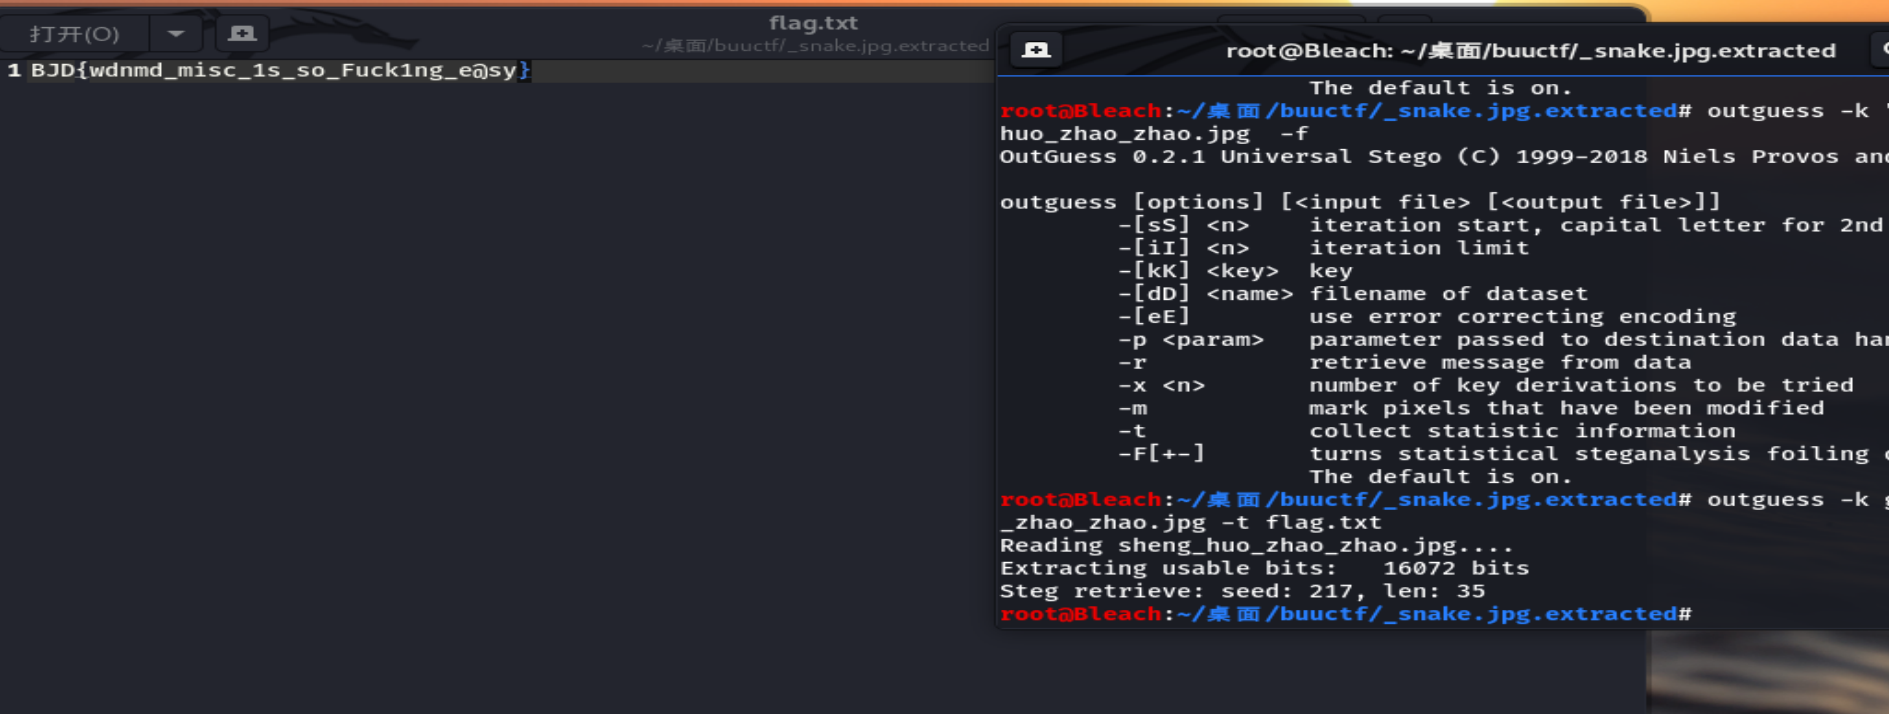 打开(O)
flag.txt
~/桌面/buuctf/_snake.jpg.extracted
1 BJD{wdnmd_misc_1s_so_Fuck1ng_e@sy}
root@Bleach: ~/桌面/buuctf/_snake.jpg.extracted
The default is on.
root@Bleach:~/桌面/buuctf/_snake.jpg.extracted# outguess -k '
huo_zhao_zhao.jpg  -f
OutGuess 0.2.1 Universal Stego (C) 1999-2018 Niels Provos and
outguess [options] [<input file> [<output file>]]
-[sS] <n>    iteration start, capital letter for 2nd
-[iI] <n>    iteration limit
-[kK] <key>  key
-[dD] <name> filename of dataset
-[eE]        use error correcting encoding
-p <param>   parameter passed to destination data han
-r           retrieve message from data
-x <n>       number of key derivations to be tried
-m           mark pixels that have been modified
-t           collect statistic information
-F[+-]       turns statistical steganalysis foiling
The default is on.
root@Bleach:~/桌面/buuctf/_snake.jpg.extracted# outguess -k g
_zhao_zhao.jpg -t flag.txt
Reading sheng_huo_zhao_zhao.jpg....
Extracting usable bits:   16072 bits
Steg retrieve: seed: 217, len: 35
root@Bleach:~/桌面/buuctf/_snake.jpg.extracted#